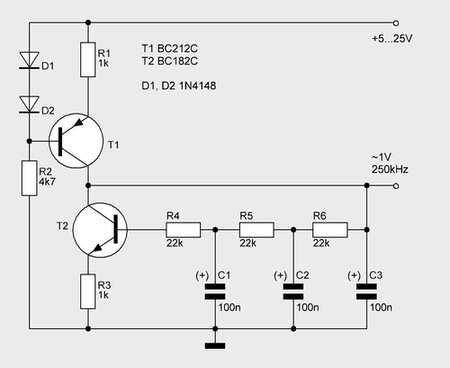 T1 BC212C
T2 BC182C
D1, D2 1N4148
+5...25V
D1
R1
1k
D2
T1
R2
4k7
~1V
250kHz
T2
R4
22k
R5
22k
R6
22k
R3
1k
(+) C1
100n
(+) C2
100n
(+) C3
100n